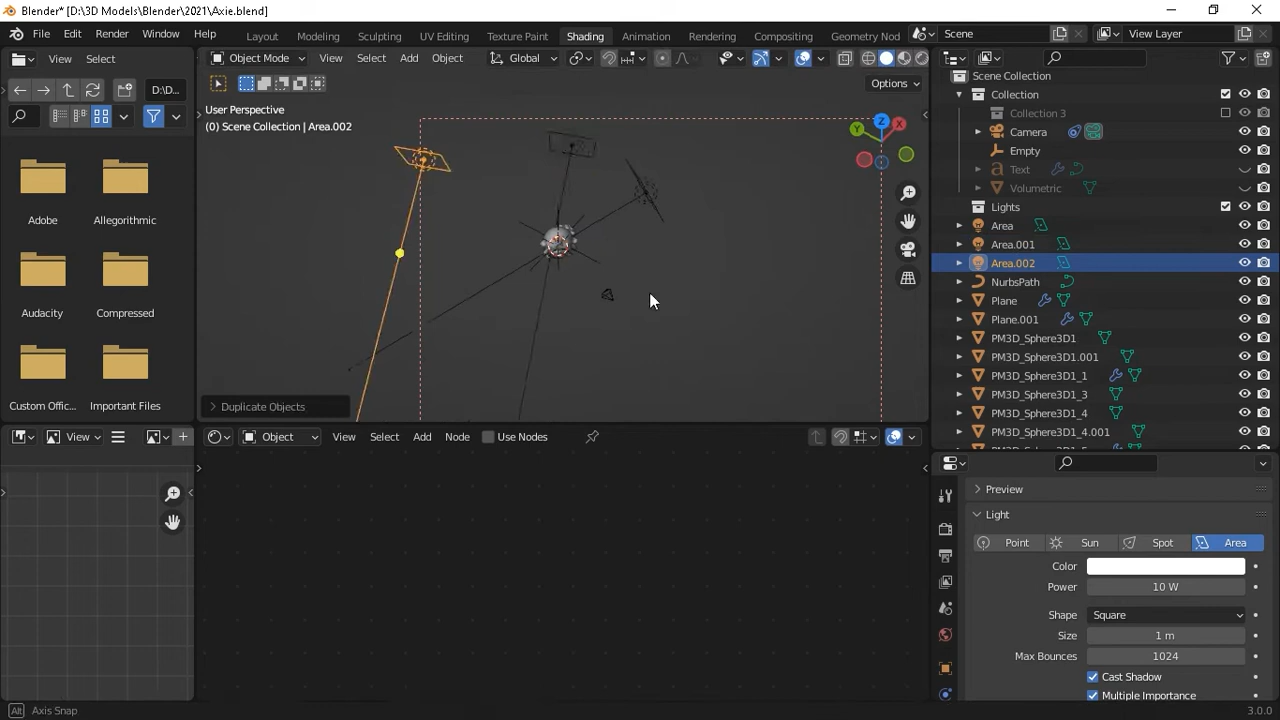 Blender* [D:\3D Models\Blender\2021\Axie.blend]
File Edit Render Window Help Layout Modeling Sculpting UV Editing Texture Paint Shading Animation Rendering Compositing Geometry Nod Scene View Layer
View Select Object Mode View Select Add Object Global
D:\D...
Options
User Perspective
(0) Scene Collection | Area.002
Z
X
Y
Adobe
Allegorithmic
Audacity
Compressed
Custom Offic...
Important Files
Duplicate Objects
Scene Collection
Collection
Collection 3
Camera
Empty
Text
Volumetric
Lights
Area
Area.001
Area.002
NurbsPath
Plane
Plane.001
PM3D_Sphere3D1
PM3D_Sphere3D1.001
PM3D_Sphere3D1_1
PM3D_Sphere3D1_3
PM3D_Sphere3D1_4
PM3D_Sphere3D1_4.001
View Object View Select Add Node Use Nodes
Preview
Light
Point Sun Spot Area
Color
Power 10 W
Shape Square
Size 1 m
Max Bounces 1024
Cast Shadow
Multiple Importance
Alt Axis Snap
3.0.0